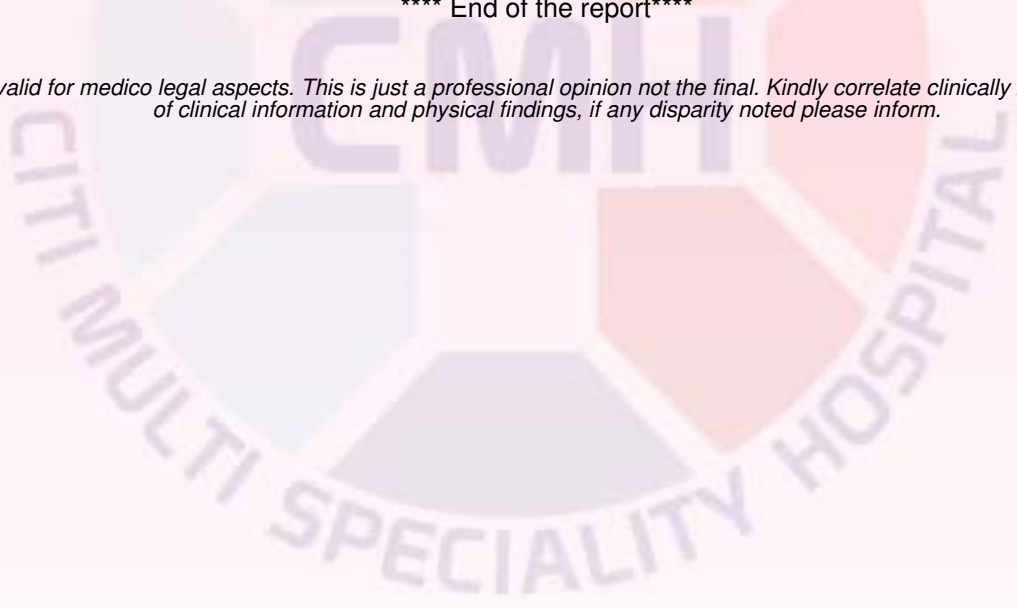 **** End of the report****
valid for medico legal aspects. This is just a professional opinion not the final. Kindly correlate clinically
of clinical information and physical findings, if any disparity noted please inform.
CMH
CITI MULTI SPECIALITY HOSPITAL